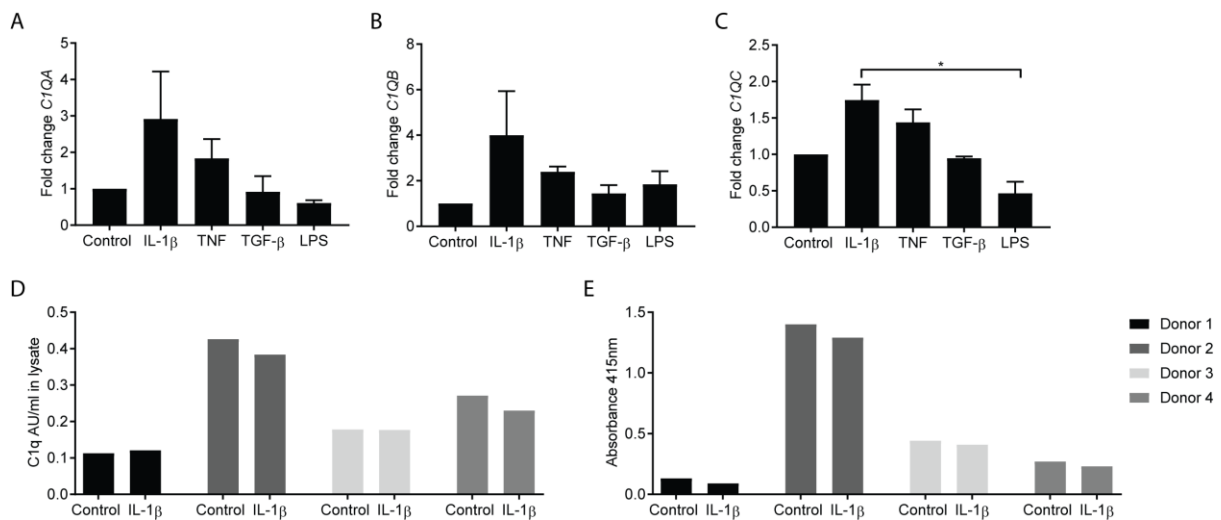 A
Fold change C1QA
5
4
3
2
1
0
Control IL-1β TNF TGF-β LPS
B
Fold change C1QB
8
6
4
2
0
Control IL-1β TNF TGF-β LPS
C
Fold change C1QC
2.5
2.0
1.5
1.0
0.5
0.0
*
Control IL-1β TNF TGF-β LPS
D
C1q AU/ml in lysate
0.5
0.4
0.3
0.2
0.1
0.0
Control IL-1β Control IL-1β Control IL-1β Control IL-1β
E
Absorbance 415nm
1.5
1.0
0.5
0.0
Control IL-1β Control IL-1β Control IL-1β Control IL-1β
Donor 1
Donor 2
Donor 3
Donor 4